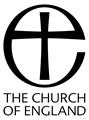 THE CHURCH
OF ENGLAND